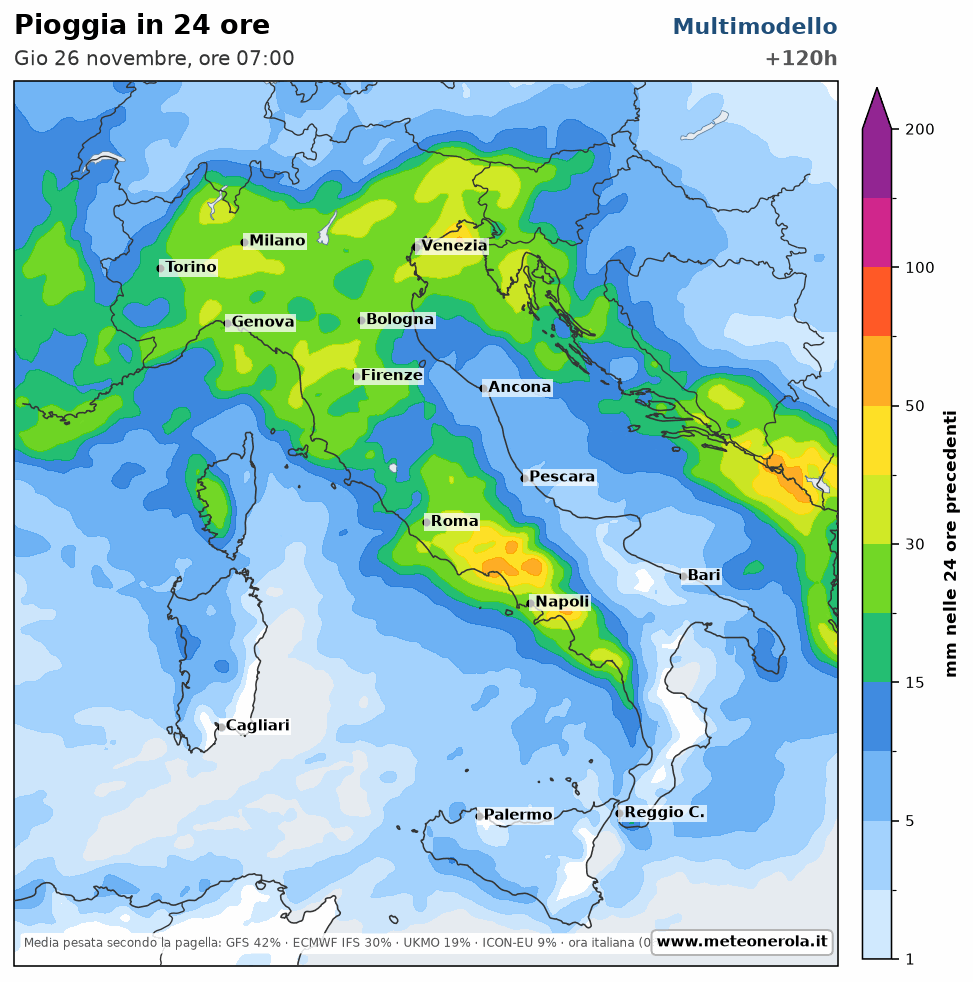 Pioggia in 24 ore
Multimodello
Gio 26 novembre, ore 07:00
+120h
200
100
50
30
15
5
1
mm nelle 24 ore precedenti
Milano
Venezia
Torino
Genova
Bologna
Firenze
Ancona
Pescara
Roma
Bari
Napoli
Cagliari
Palermo
Reggio C.
Media pesata secondo la pagella: GFS 42% · ECMWF IFS 30% · UKMO 19% · ICON-EU 9% · ora italiana (0
www.meteonerola.it